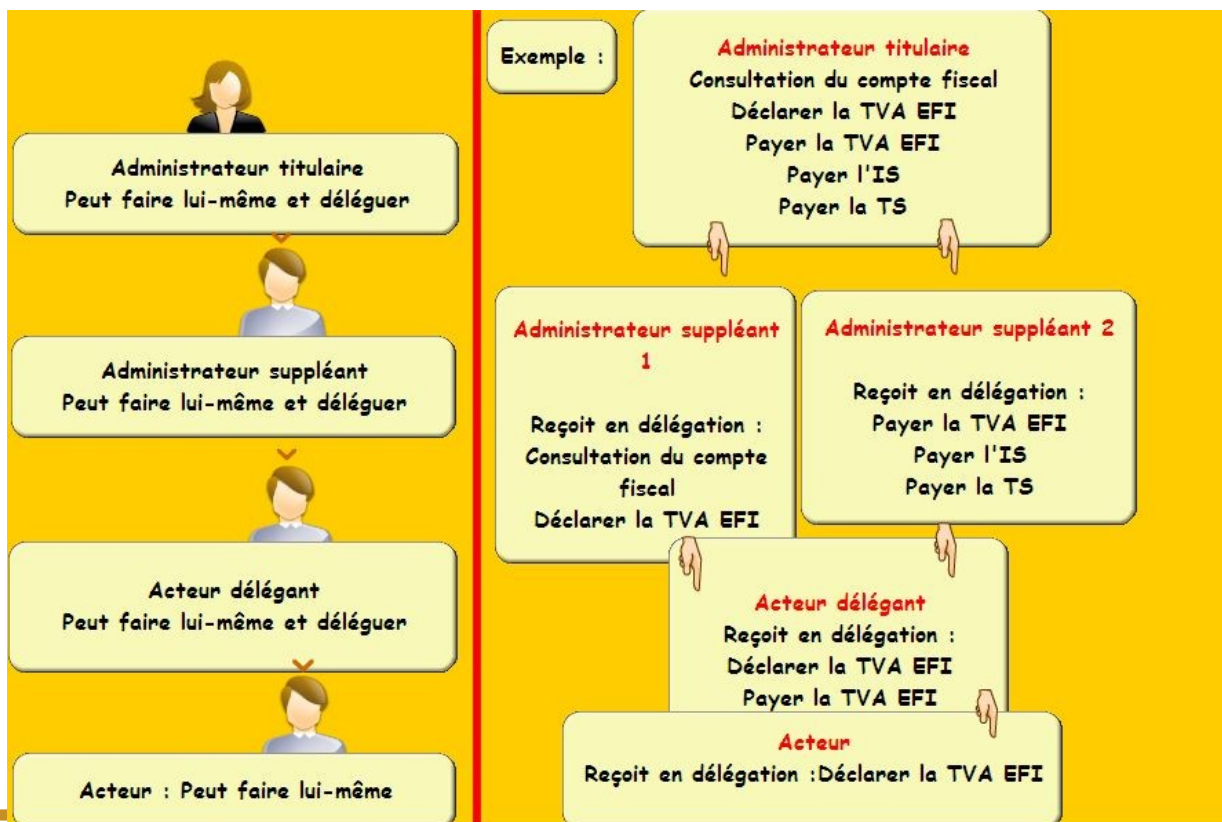 Administrateur titulaire
Peut faire lui-même et déléguer
Administrateur suppléant
Peut faire lui-même et déléguer
Acteur délégant
Peut faire lui-même et déléguer
Acteur : Peut faire lui-même
Exemple :
Administrateur titulaire
Consultation du compte fiscal
Déclarer la TVA EFI
Payer la TVA EFI
Payer l'IS
Payer la TS
Administrateur suppléant
1
Reçoit en délégation :
Consultation du compte
fiscal
Déclarer la TVA EFI
Administrateur suppléant 2
Reçoit en délégation :
Payer la TVA EFI
Payer l'IS
Payer la TS
Acteur délégant
Reçoit en délégation :
Déclarer la TVA EFI
Payer la TVA EFI
Acteur
Reçoit en délégation :Déclarer la TVA EFI